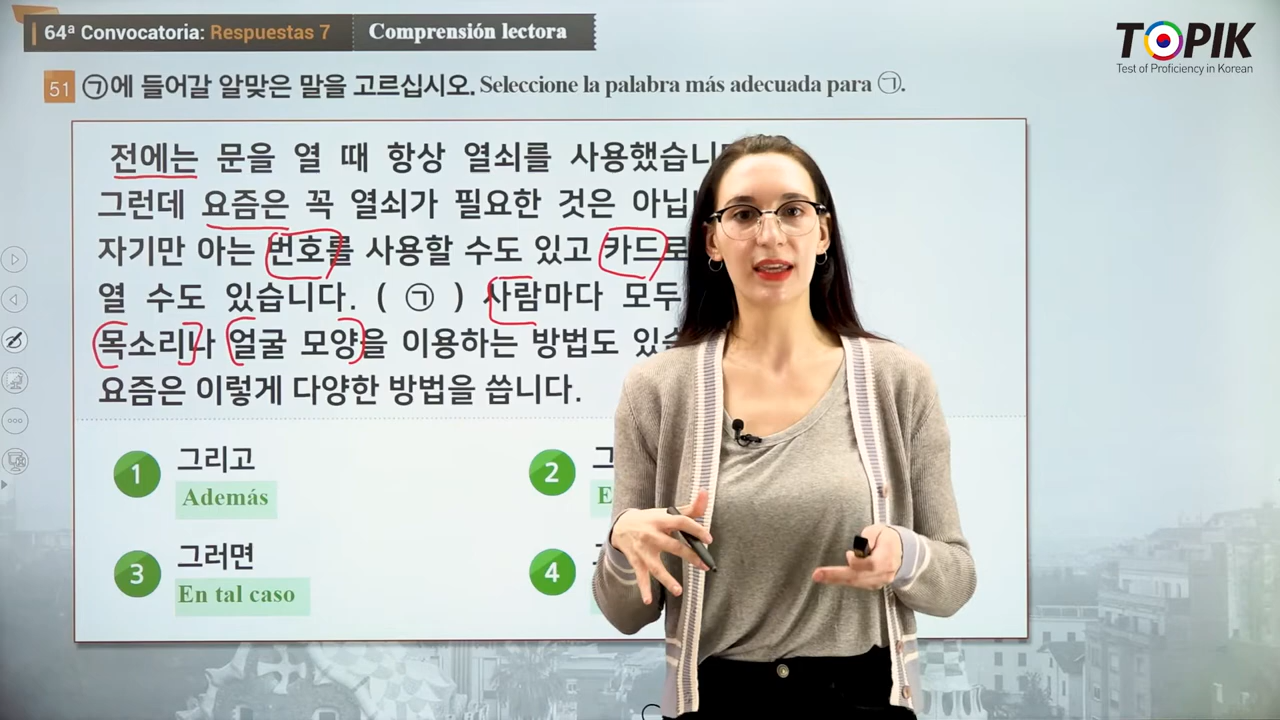 64ª Convocatoria: Respuestas 7 Comprensión lectora
TOPIK
Test of Proficiency in Korean
51 ㉠에 들어갈 알맞은 말을 고르십시오. Seleccione la palabra más adecuada para ㉠.
전에는 문을 열 때 항상 열쇠를 사용했습니
그런데 요즘은 꼭 열쇠가 필요한 것은 아닙
자기만 아는 번호를 사용할 수도 있고 카드로
열 수도 있습니다. ( ㉠ ) 사람마다 모두
목소리나 얼굴 모양을 이용하는 방법도 있
요즘은 이렇게 다양한 방법을 씁니다.
1 그리고
Además
2 그
E
3 그러면
En tal caso
4